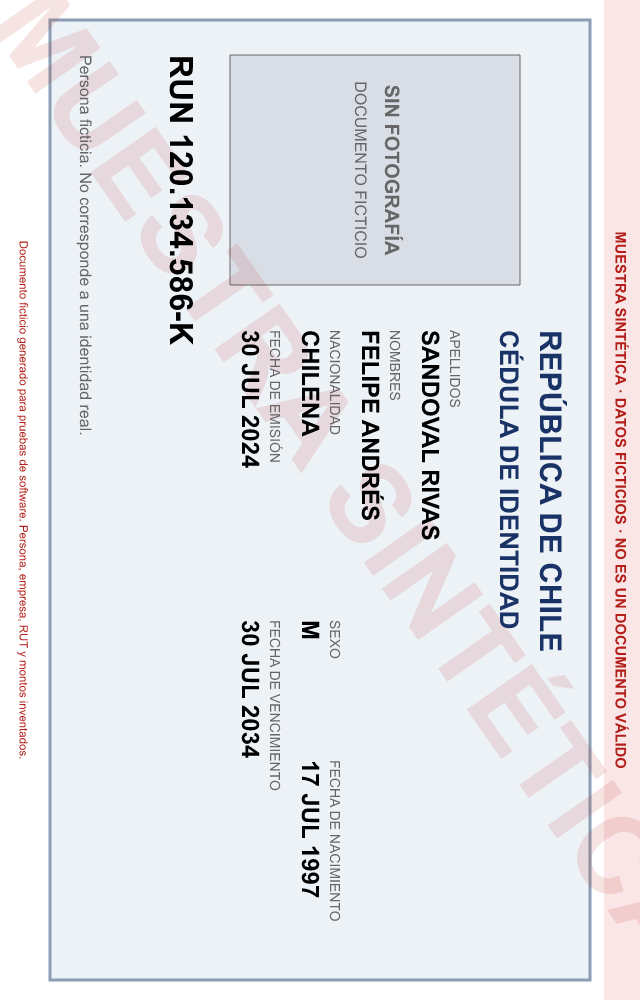 MUESTRA SINTÉTICA · DATOS FICTICIOS · NO ES UN DOCUMENTO VÁLIDO
REPÚBLICA DE CHILE
CÉDULA DE IDENTIDAD
SIN FOTOGRAFÍA
DOCUMENTO FICTICIO
APELLIDOS
SANDOVAL RIVAS
NOMBRES
FELIPE ANDRÉS
NACIONALIDAD SEXO FECHA DE NACIMIENTO
CHILENA M 17 JUL 1997
FECHA DE EMISIÓN FECHA DE VENCIMIENTO
30 JUL 2024 30 JUL 2034
RUN 120.134.586-K
Persona ficticia. No corresponde a una identidad real.
Documento ficticio generado para pruebas de software. Persona, empresa, RUT y montos inventados.
MUESTRA SINTÉTICA